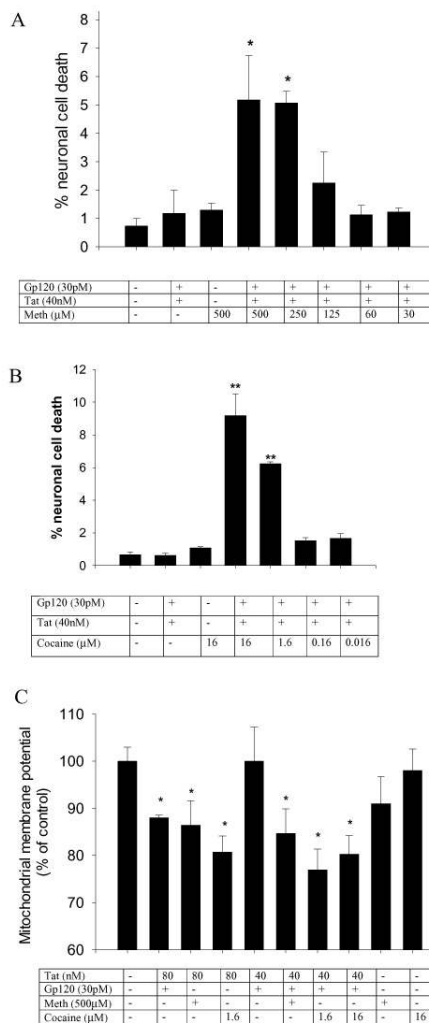 A
% neuronal cell death
8
7
6
5
4
3
2
1
0
*
*
Gp120 (30pM) - + - + + + + +
Tat (40nM) - + - + + + + +
Meth (µM) - - 500 500 250 125 60 30
B
% neuronal cell death
12
10
8
6
4
2
0
**
**
Gp120 (30pM) - + - + + + +
Tat (40nM) - + - + + + +
Cocaine (µM) - - 16 16 1.6 0.16 0.016
C
Mitochondrial membrane potential
(% of control)
110
100
90
80
70
60
* * * * * *
Tat (nM) - 80 80 80 40 40 40 40 - -
Gp120 (30pM) - + + + + +  - -
Meth (500µM) - + + +
Cocaine (µM) - 1.6 1.6 16 - 16